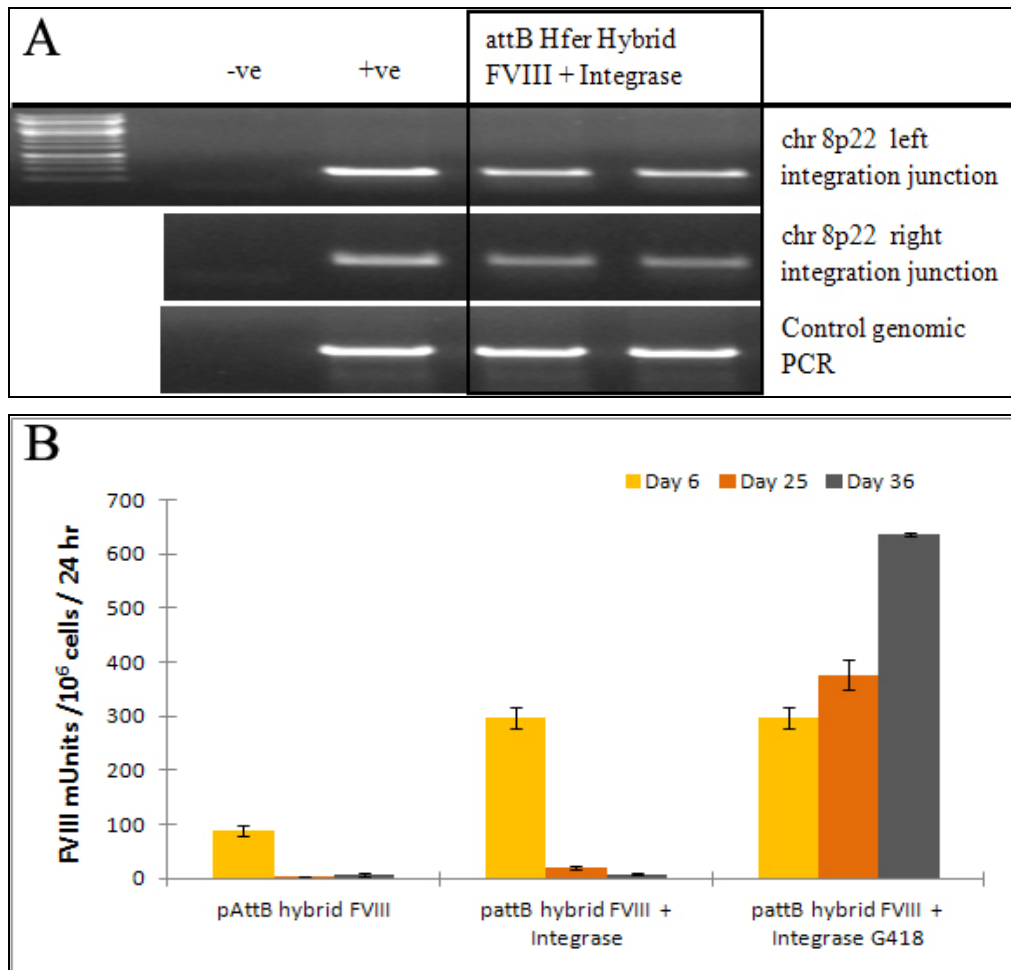 A
-ve
+ve
attB Hfer Hybrid
FVIII + Integrase
chr 8p22 left
integration junction
chr 8p22 right
integration junction
Control genomic
PCR
B
Day 6
Day 25
Day 36
FVIII mUnits /10⁶ cells / 24 hr
700
600
500
400
300
200
100
0
pAttB hybrid FVIII
pattB hybrid FVIII +
Integrase
pattB hybrid FVIII +
Integrase G418